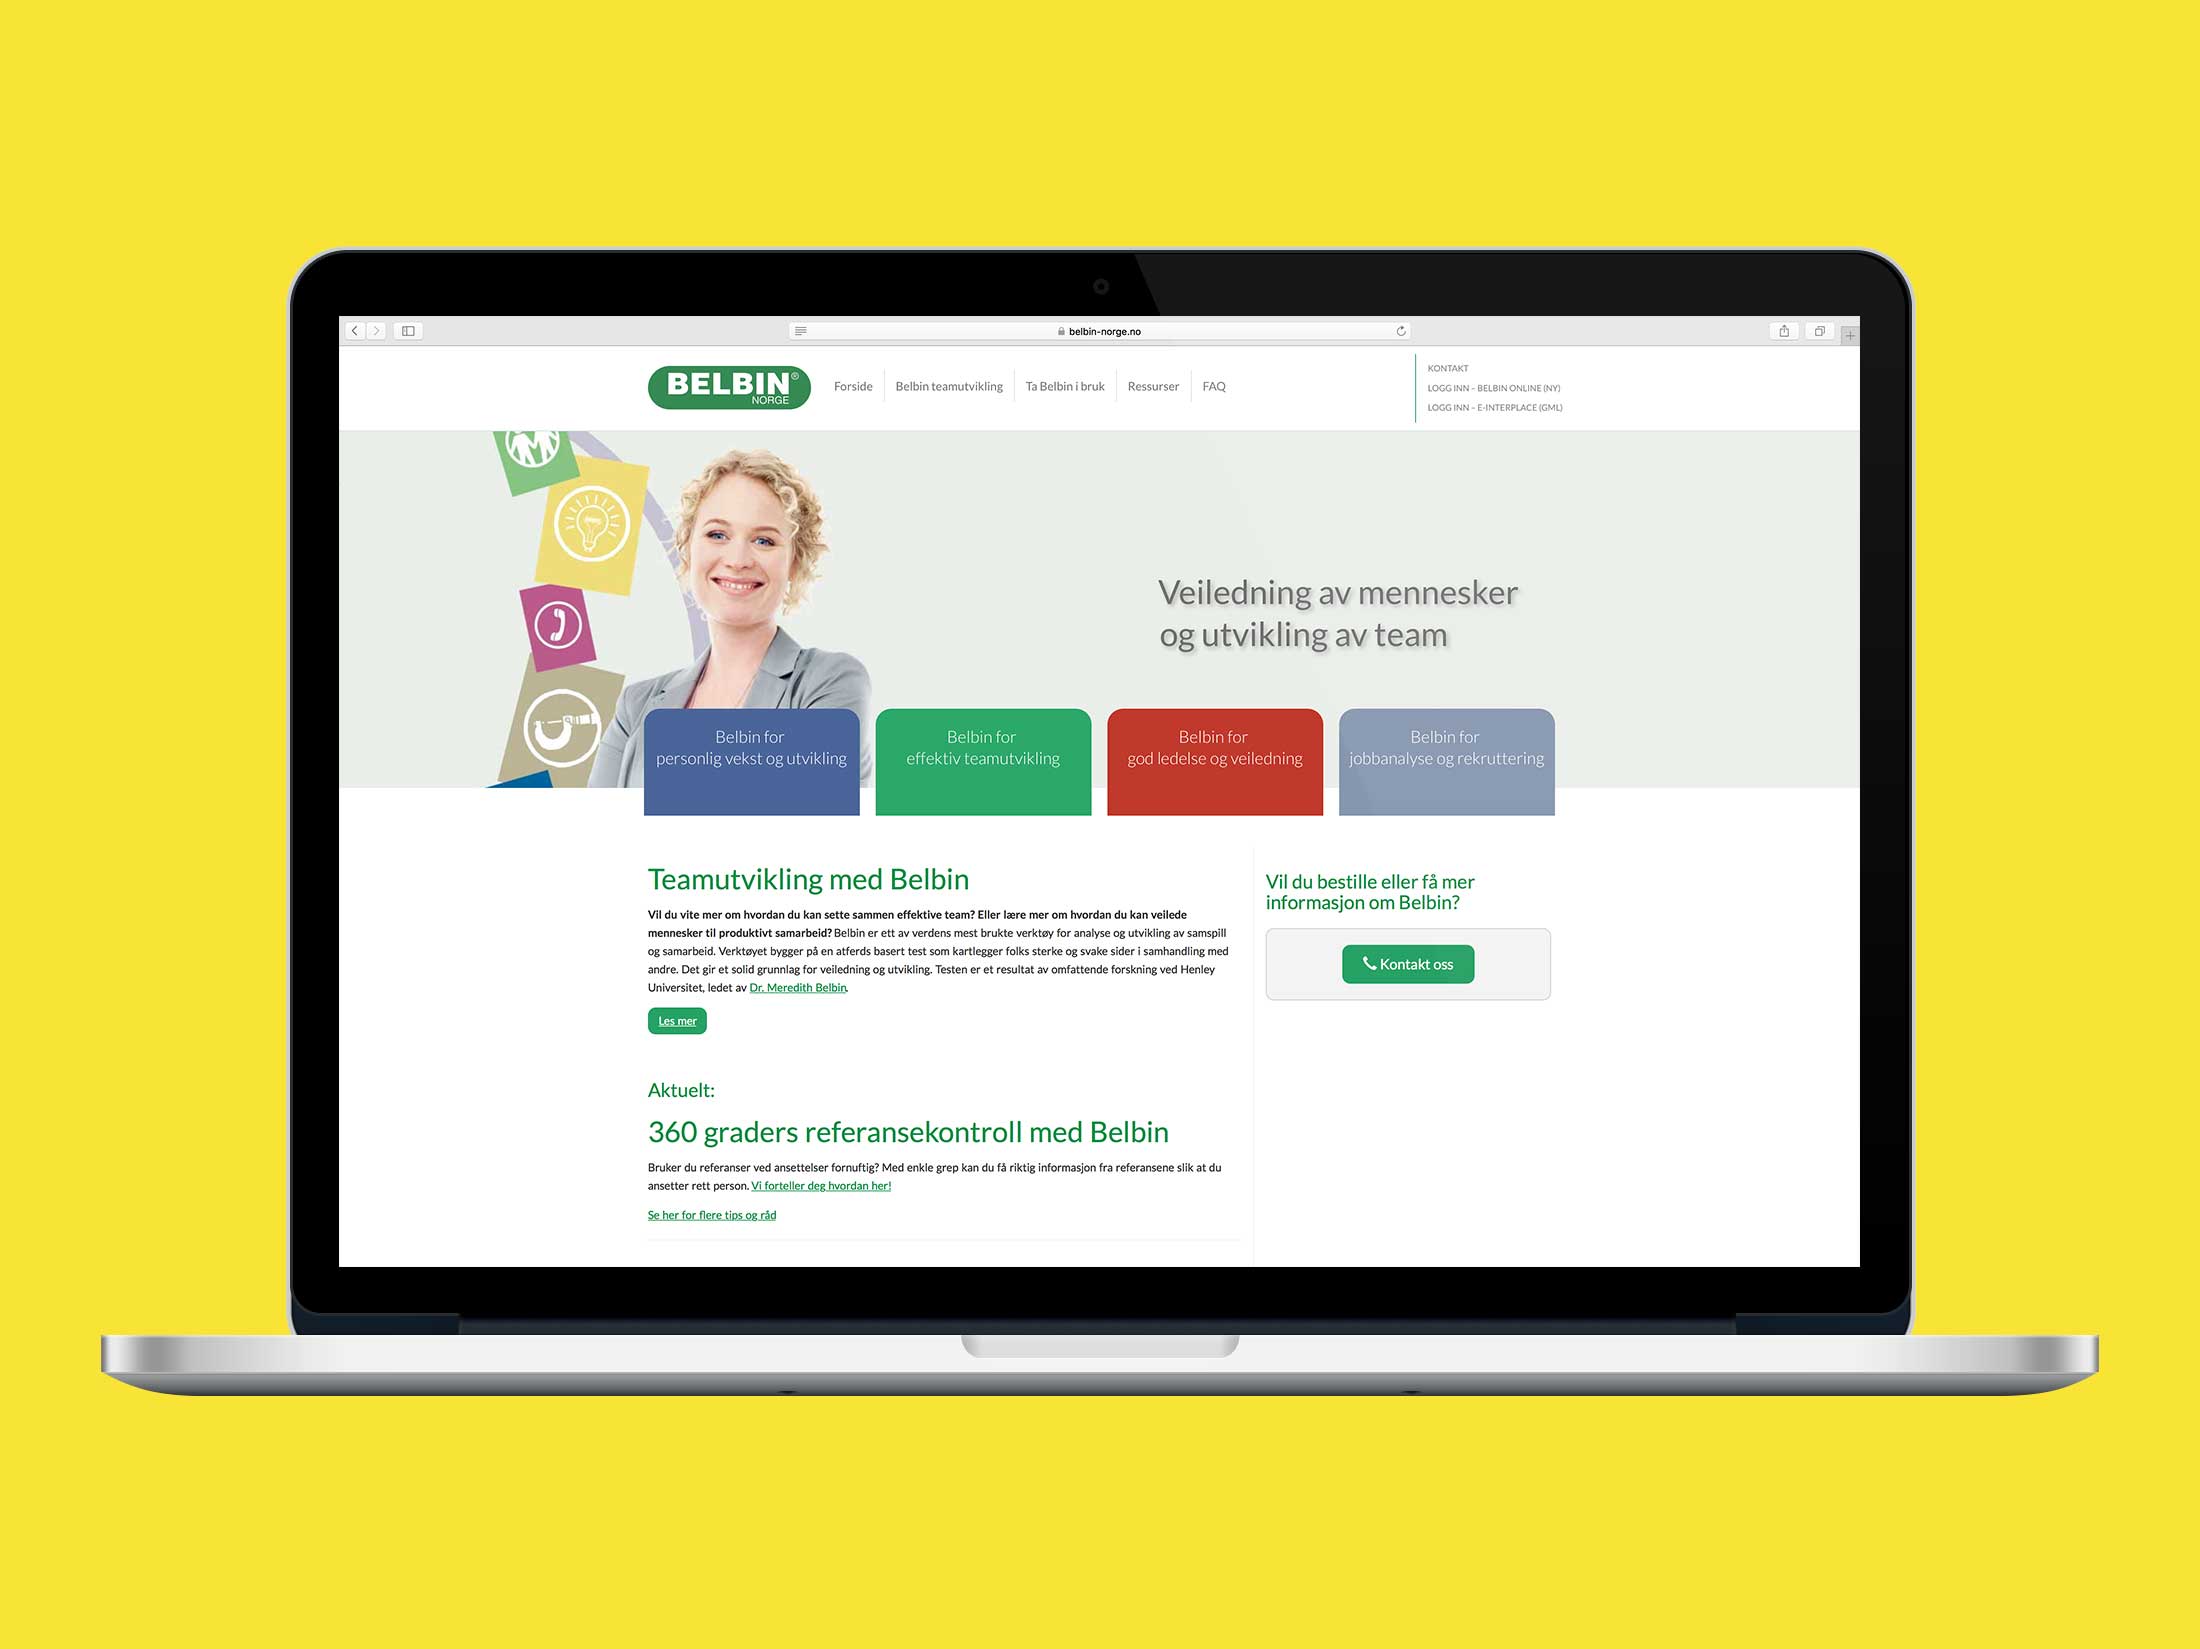 belbin-norge.no
BELBIN®
NORGE
Forside
Belbin teamutvikling
Ta Belbin i bruk
Ressurser
FAQ
KONTAKT
LOGG INN – BELBIN ONLINE (NY)
LOGG INN – E-INTERPLACE (GML)
Veiledning av mennesker
og utvikling av team
Belbin for
personlig vekst og utvikling
Belbin for
effektiv teamutvikling
Belbin for
god ledelse og veiledning
Belbin for
jobbanalyse og rekruttering
Teamutvikling med Belbin
Vil du vite mer om hvordan du kan sette sammen effektive team? Eller lære mer om hvordan du kan veilede
mennesker til produktivt samarbeid? Belbin er ett av verdens mest brukte verktøy for analyse og utvikling av samspill
og samarbeid. Verktøyet bygger på en atferds basert test som kartlegger folks sterke og svake sider i samhandling med
andre. Det gir et solid grunnlag for veiledning og utvikling. Testen er et resultat av omfattende forskning ved Henley
Universitet, ledet av Dr. Meredith Belbin.
Les mer
Vil du bestille eller få mer
informasjon om Belbin?
Kontakt oss
Aktuelt:
360 graders referansekontroll med Belbin
Bruker du referanser ved ansettelser fornuftig? Med enkle grep kan du få riktig informasjon fra referansene slik at du
ansetter rett person. Vi forteller deg hvordan her!
Se her for flere tips og råd